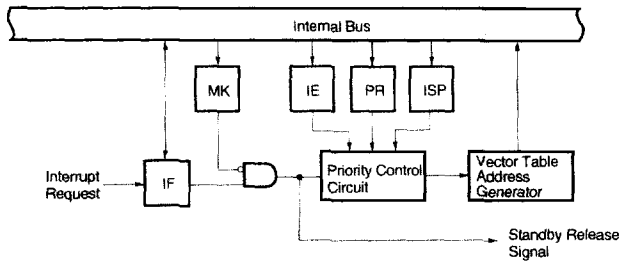 Internal Bus
MK
IE
PR
ISP
Interrupt
Request
IF
Priority Control
Circuit
Vector Table
Address
Generator
Standby Release
Signal